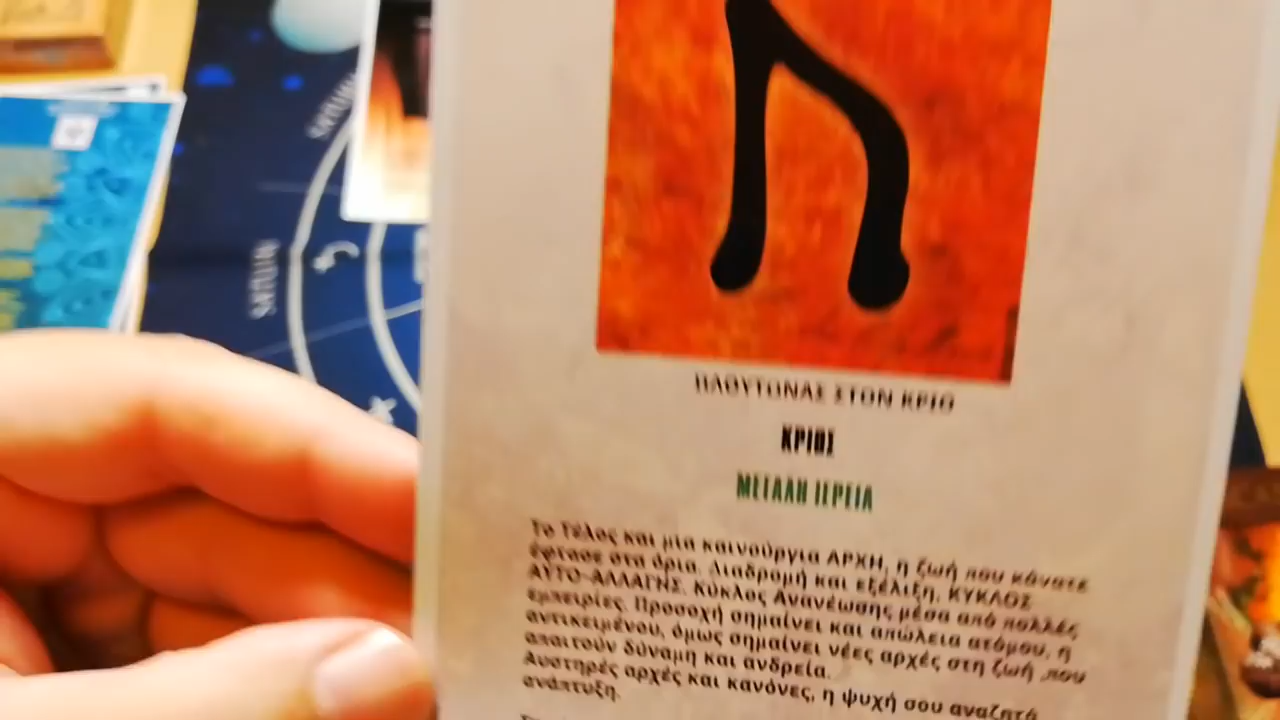 ΠΛΟΥΤΩΝΑΣ ΣΤΟΝ ΚΡΙΟ
ΚΡΙΟΣ
ΜΕΓΑΛΗ ΙΕΡΕΙΑ
Το Τέλος και μία καινούργια ΑΡΧΗ, η ζωή που κάνατε
έφτασε στα όρια. Διαδρομή και εξέλιξη, ΚΥΚΛΟΣ
ΑΥΤΟ-ΑΛΛΑΓΗΣ. Κύκλος Ανανέωσης μέσα από πολλές
εμπειρίες. Προσοχή σημαίνει και απώλεια ατόμου, ή
αντικειμένου, όμως σημαίνει νέες αρχές στη ζωή .που
απαιτούν δύναμη και ανδρεία.
Αυστηρές αρχές και κανόνες, η ψυχή σου αναζητά
ανάπτυξη.